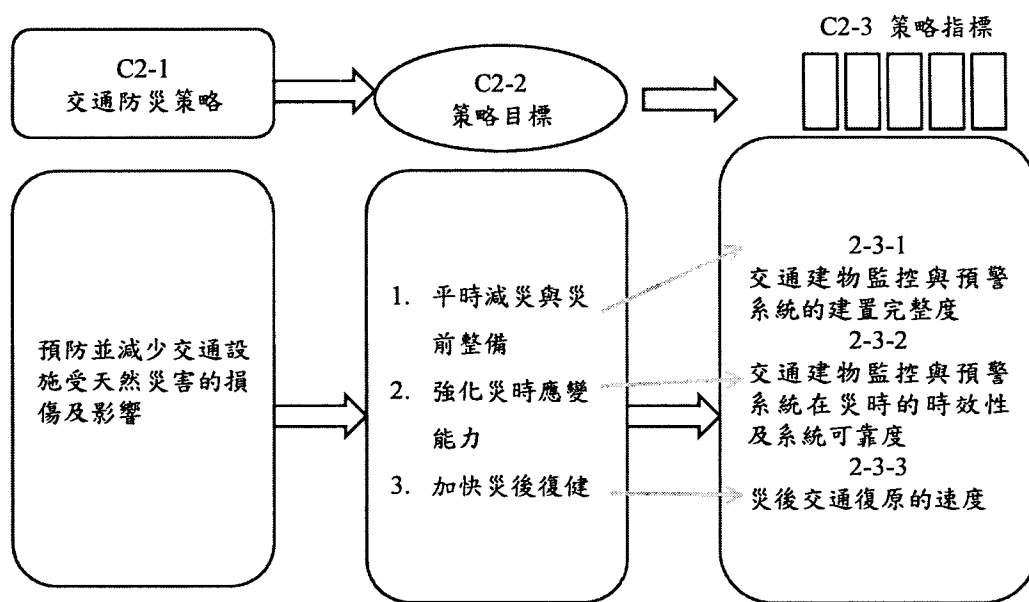 C2-1
交通防災策略
C2-2
策略目標
C2-3 策略指標
預防並減少交通設
施受天然災害的損
傷及影響
1. 平時減災與災
前整備
2. 強化災時應變
能力
3. 加快災後復健
2-3-1
交通建物監控與預警
系統的建置完整度
2-3-2
交通建物監控與預警
系統在災時的時效性
及系統可靠度
2-3-3
災後交通復原的速度